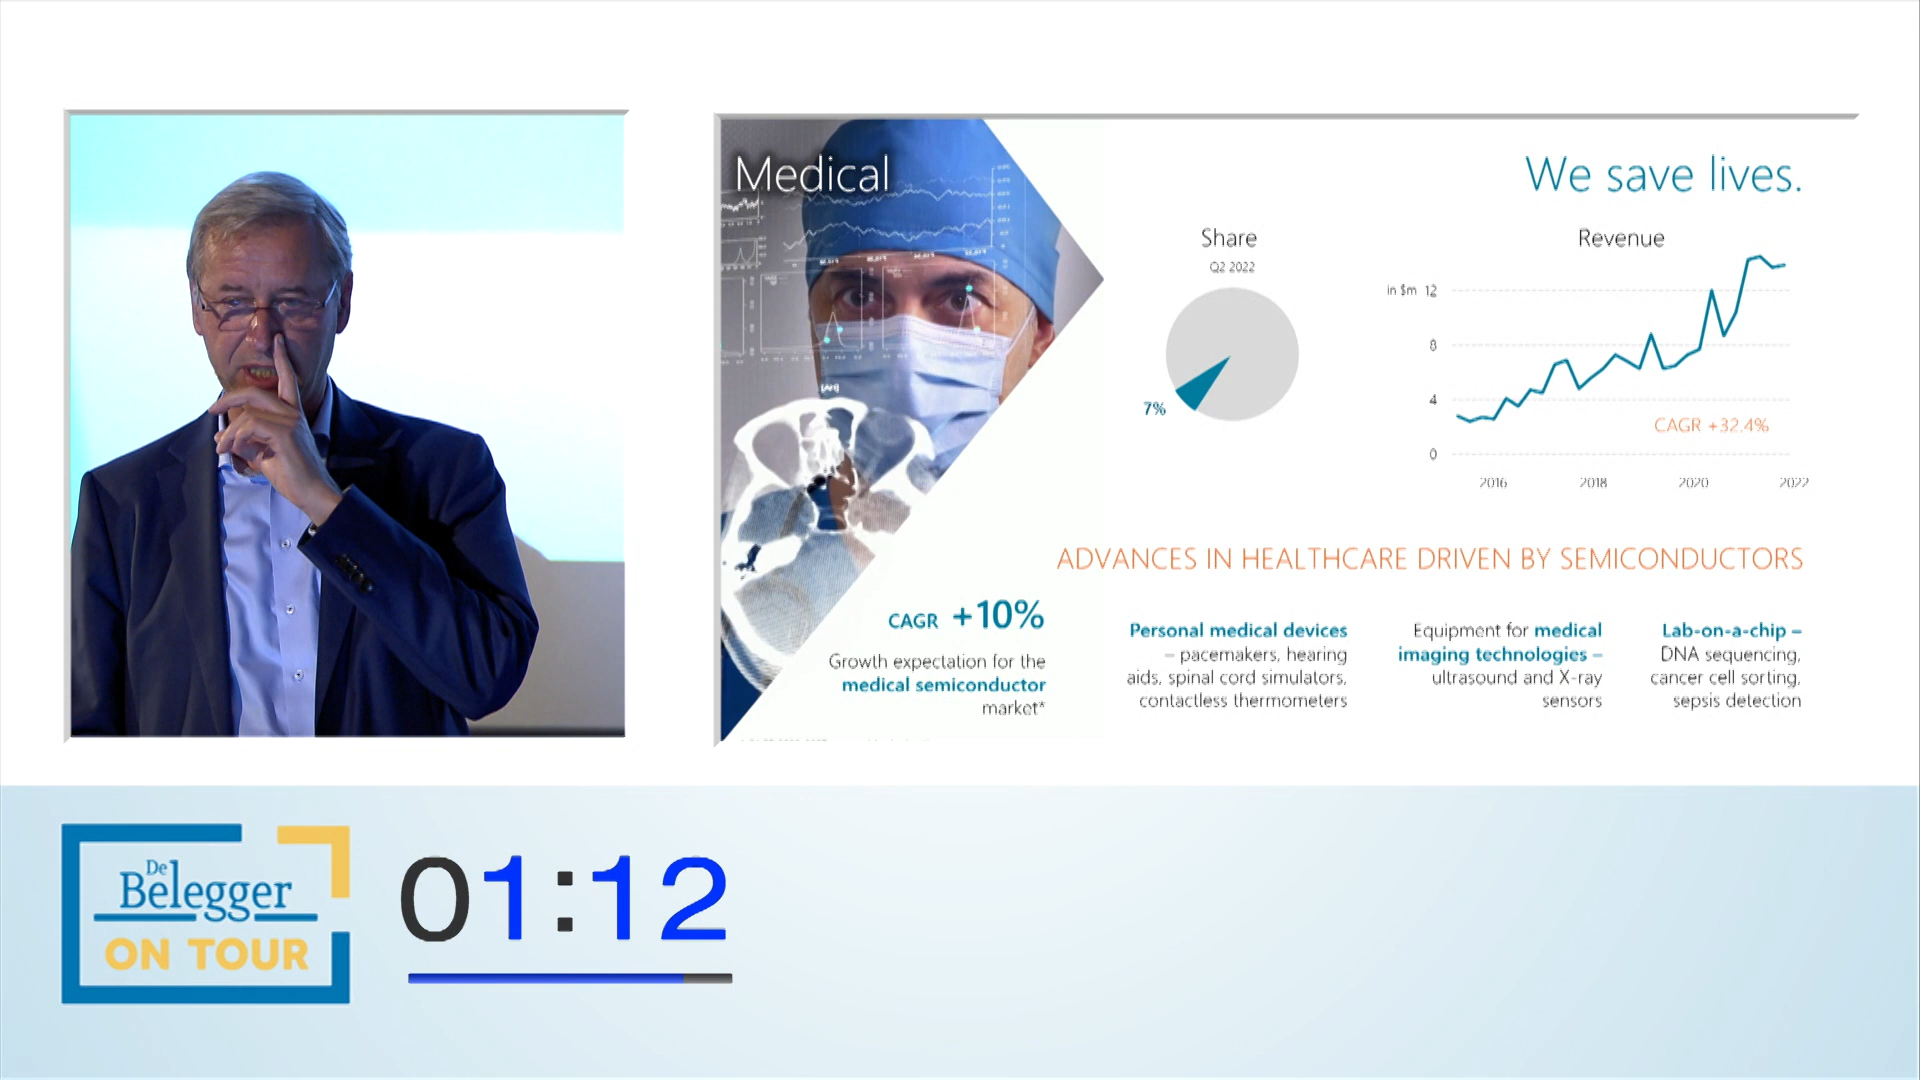 Medical
We save lives.
Share
Q2 2022
7%
Revenue
in $m 12
8
4
0
CAGR +32.4%
2016 2018 2020 2022
ADVANCES IN HEALTHCARE DRIVEN BY SEMICONDUCTORS
CAGR +10%
Growth expectation for the
medical semiconductor
market*
Personal medical devices
– pacemakers, hearing
aids, spinal cord simulators,
contactless thermometers
Equipment for medical
imaging technologies –
ultrasound and X-ray
sensors
Lab-on-a-chip –
DNA sequencing,
cancer cell sorting,
sepsis detection
De
Belegger
ON TOUR
01:12